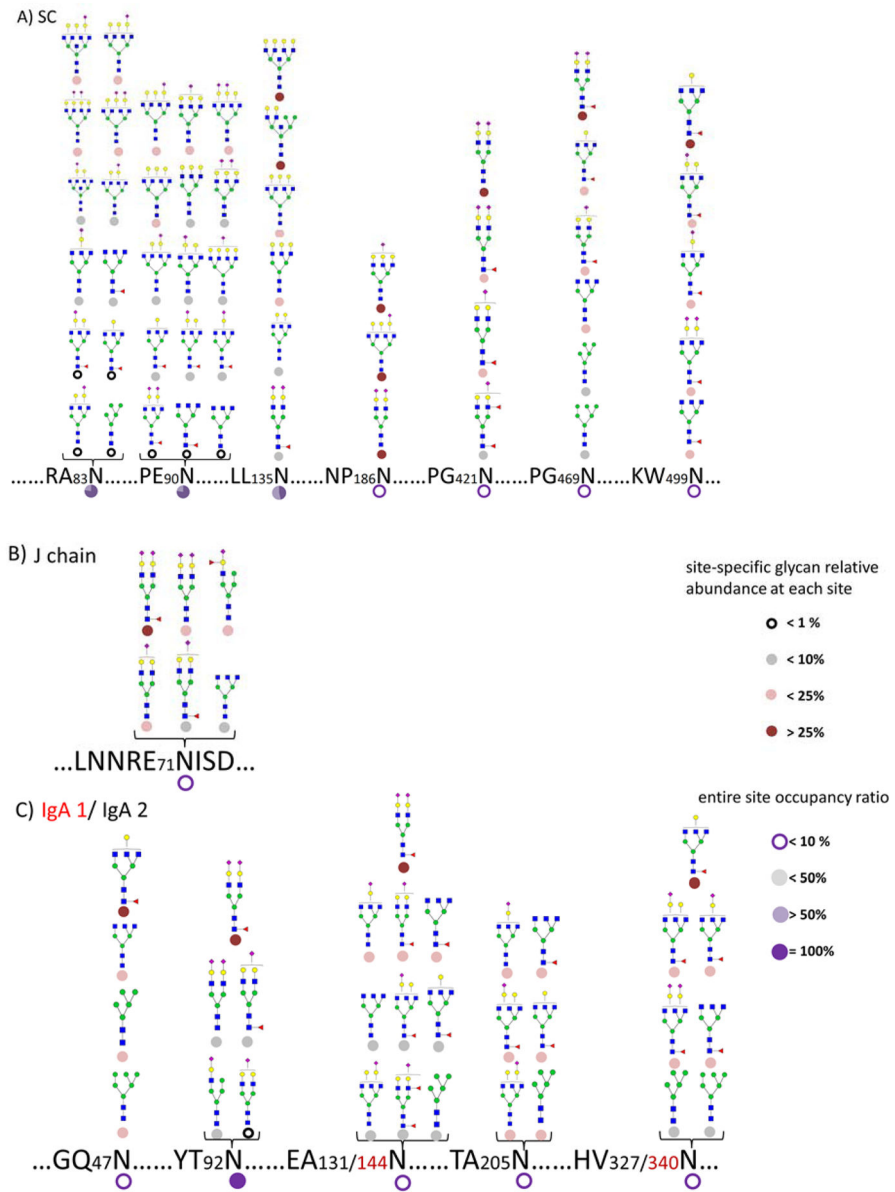 A) SC
......RA83N......PE90N......LL135N......NP186N......PG421N......PG469N......KW499N...
B) J chain
site-specific glycan relative
abundance at each site
< 1 %
< 10%
< 25%
> 25%
...LNNRE71NISD...
C) IgA 1/ IgA 2
entire site occupancy ratio
< 10 %
< 50%
> 50%
= 100%
...GQ47N......YT92N......EA131/144N......TA205N......HV327/340N...